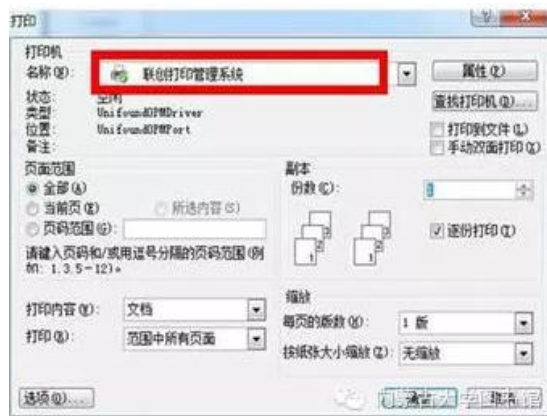 打印
打印机
名称(N):
联创打印管理系统
属性(P)
状态: 空闲
查找打印机(D)...
类型: UnifoundOPMDriver
位置: UnifoundOPMPort
打印到文件(L)
备注:
手动双面打印(X)
页面范围
全部(A)
当前页(E)
所选内容(S)
页码范围(G):
请键入页码和/或用逗号分隔的页码范围(例
如: 1,3,5-12)。
副本
份数(C):
逐份打印(T)
打印内容(W): 文档
打印(R): 范围中所有页面
缩放
每页的版数(H): 1 版
按纸张大小缩放(Z): 无缩放
选项(O)...